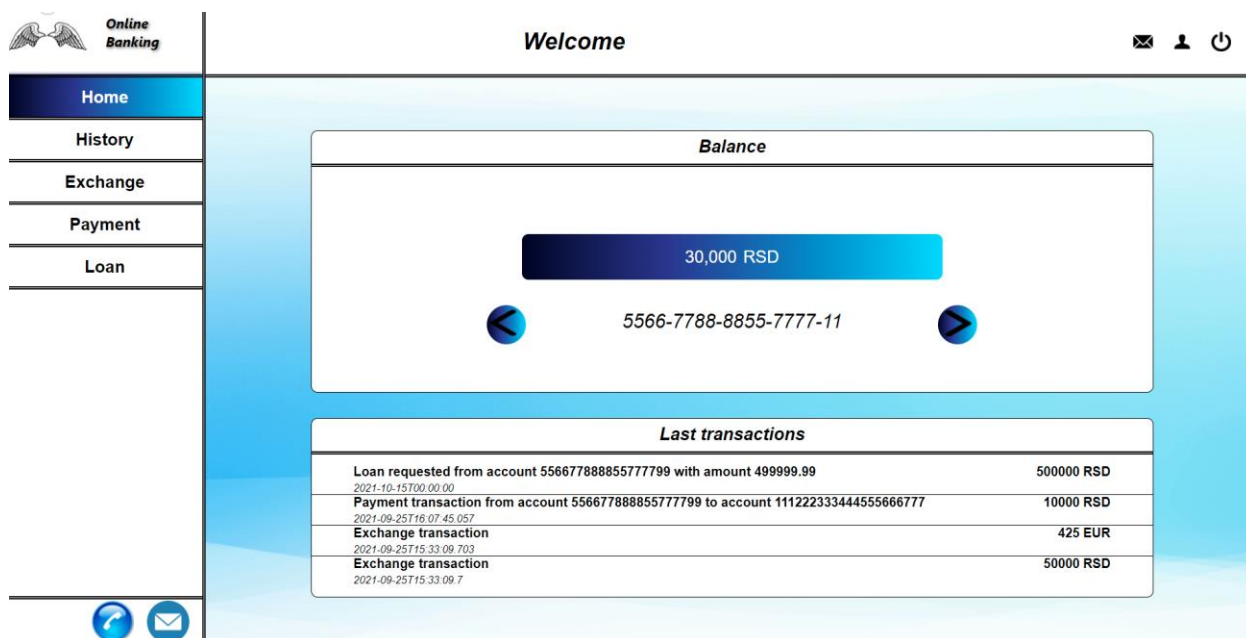 Online
Banking
Welcome
Home
History
Exchange
Payment
Loan
Balance
30,000 RSD
<
5566-7788-8855-7777-11
>
Last transactions
Loan requested from account 556677888855777799 with amount 499999.99 500000 RSD
2021-10-15T00:00:00
Payment transaction from account 556677888855777799 to account 111222333444555666777 10000 RSD
2021-09-25T16:07:45.057
Exchange transaction 425 EUR
2021-09-25T15:33:09.703
Exchange transaction 50000 RSD
2021-09-25T15:33:09.7